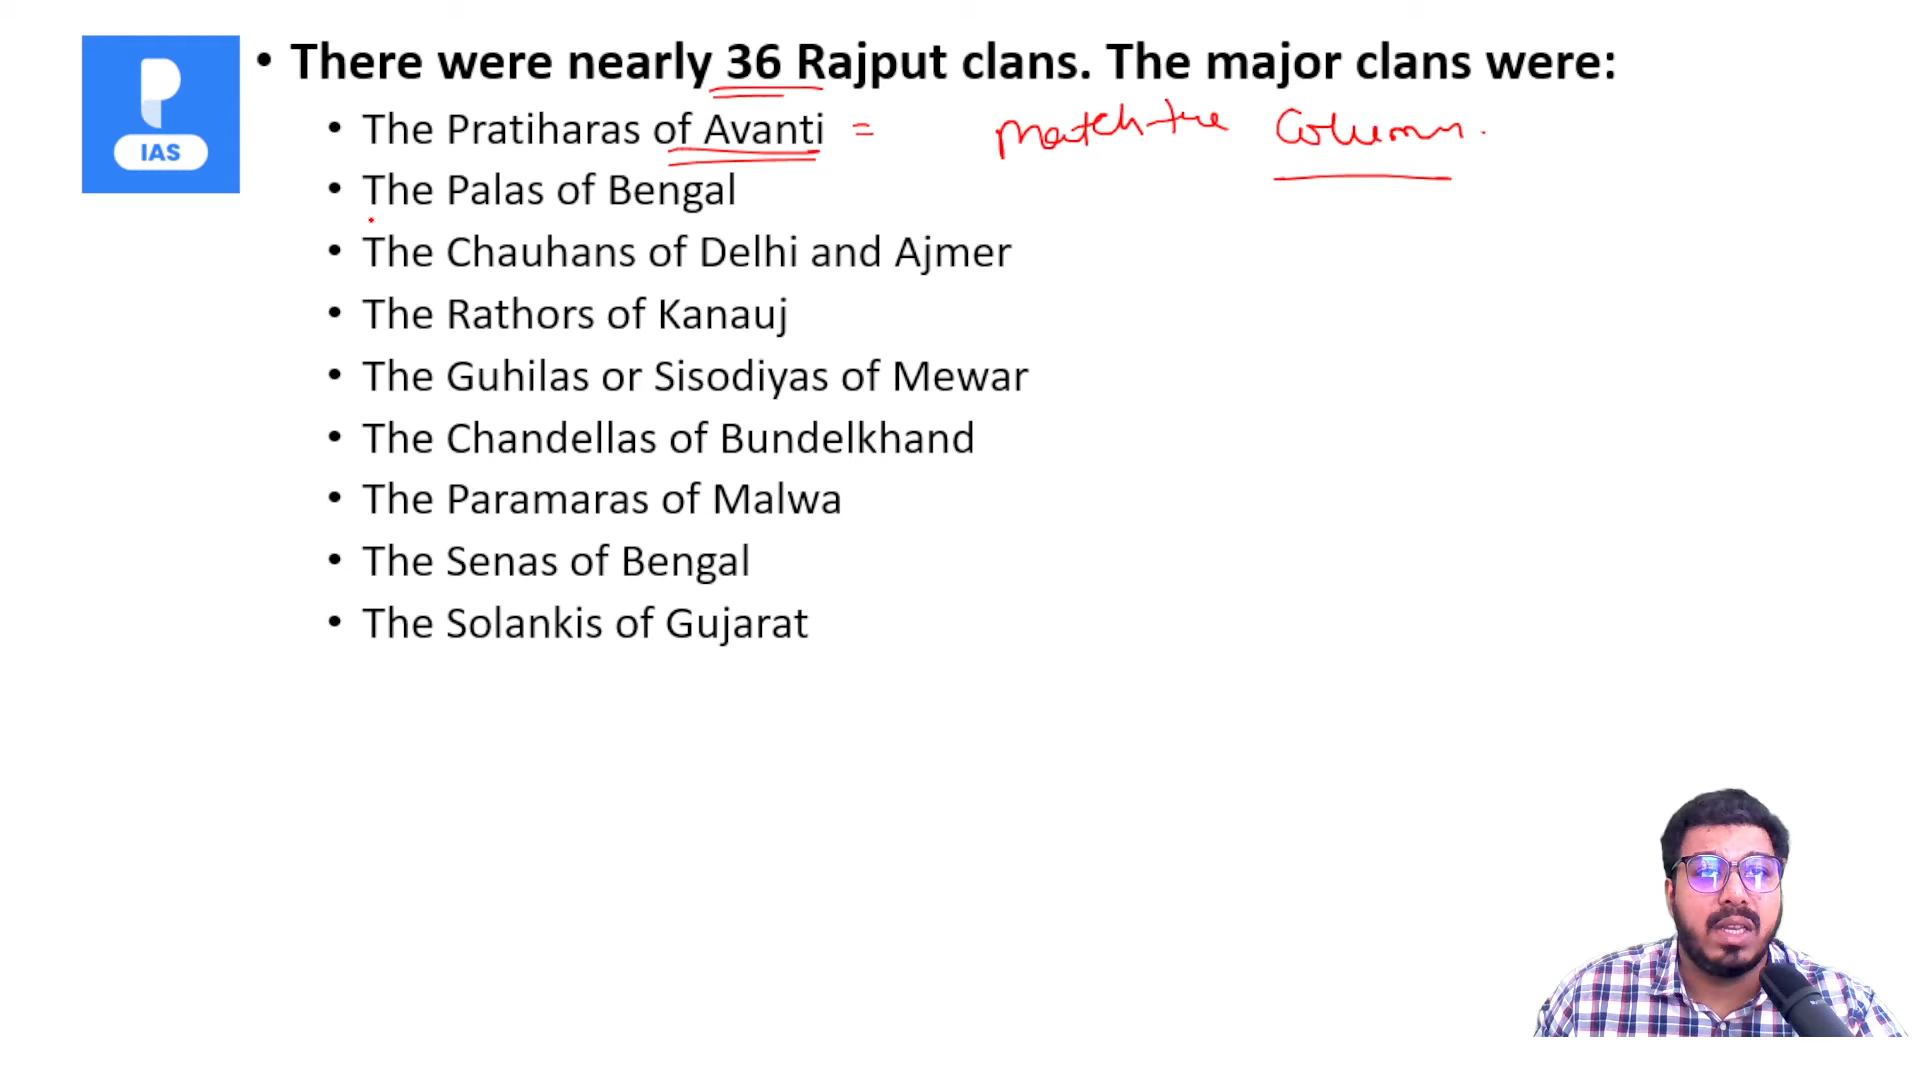 • There were nearly 36 Rajput clans. The major clans were:
• The Pratiharas of Avanti = match the column.
• The Palas of Bengal
• The Chauhans of Delhi and Ajmer
• The Rathors of Kanauj
• The Guhilas or Sisodiyas of Mewar
• The Chandellas of Bundelkhand
• The Paramaras of Malwa
• The Senas of Bengal
• The Solankis of Gujarat
IAS